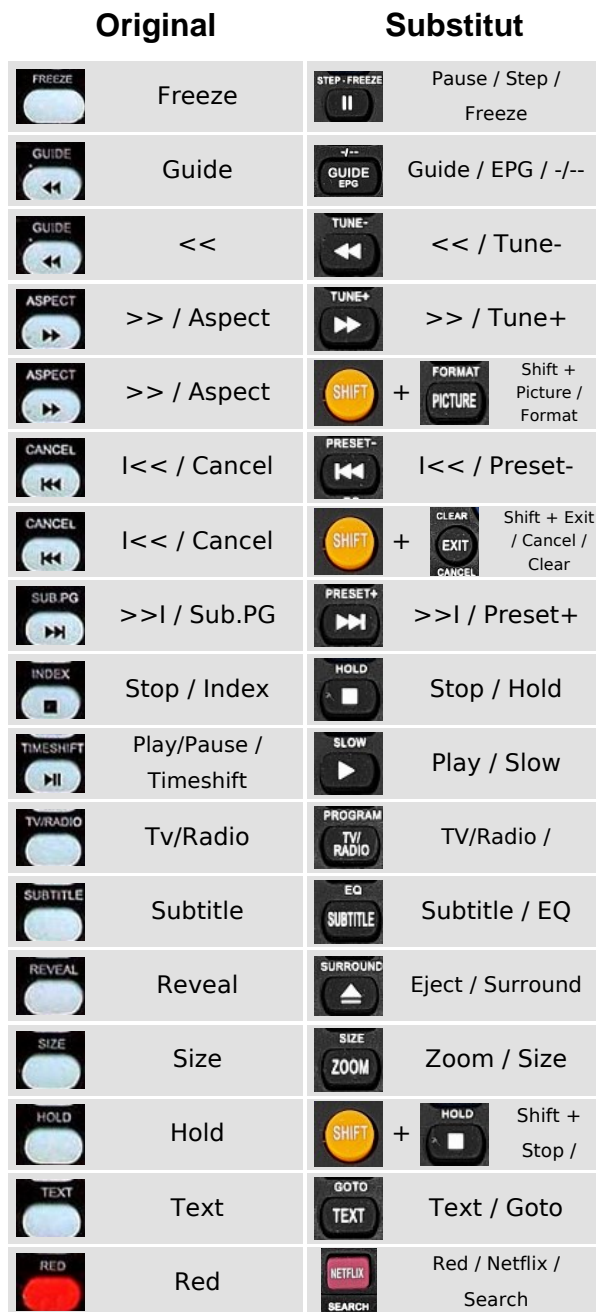 Original Substitut
FREEZE Freeze STEP-FREEZE Pause / Step /
Freeze
GUIDE Guide -/-- GUIDE EPG Guide / EPG / -/--
GUIDE << TUNE- << / Tune-
ASPECT >> / Aspect TUNE+ >> / Tune+
ASPECT >> / Aspect SHIFT + FORMAT PICTURE Shift +
Picture /
Format
CANCEL I<< / Cancel PRESET- I<< / Preset-
CANCEL I<< / Cancel SHIFT + CLEAR EXIT CANCEL Shift + Exit
/ Cancel /
Clear
SUB.PG >>I / Sub.PG PRESET+ >>I / Preset+
INDEX Stop / Index HOLD Stop / Hold
TIMESHIFT Play/Pause /
Timeshift SLOW Play / Slow
TV/RADIO Tv/Radio PROGRAM TV/ RADIO TV/Radio /
SUBTITLE Subtitle EQ SUBTITLE Subtitle / EQ
REVEAL Reveal SURROUND Eject / Surround
SIZE Size SIZE ZOOM Zoom / Size
HOLD Hold SHIFT + HOLD Shift +
Stop /
TEXT Text GOTO TEXT Text / Goto
RED Red NETFLIX SEARCH Red / Netflix /
Search